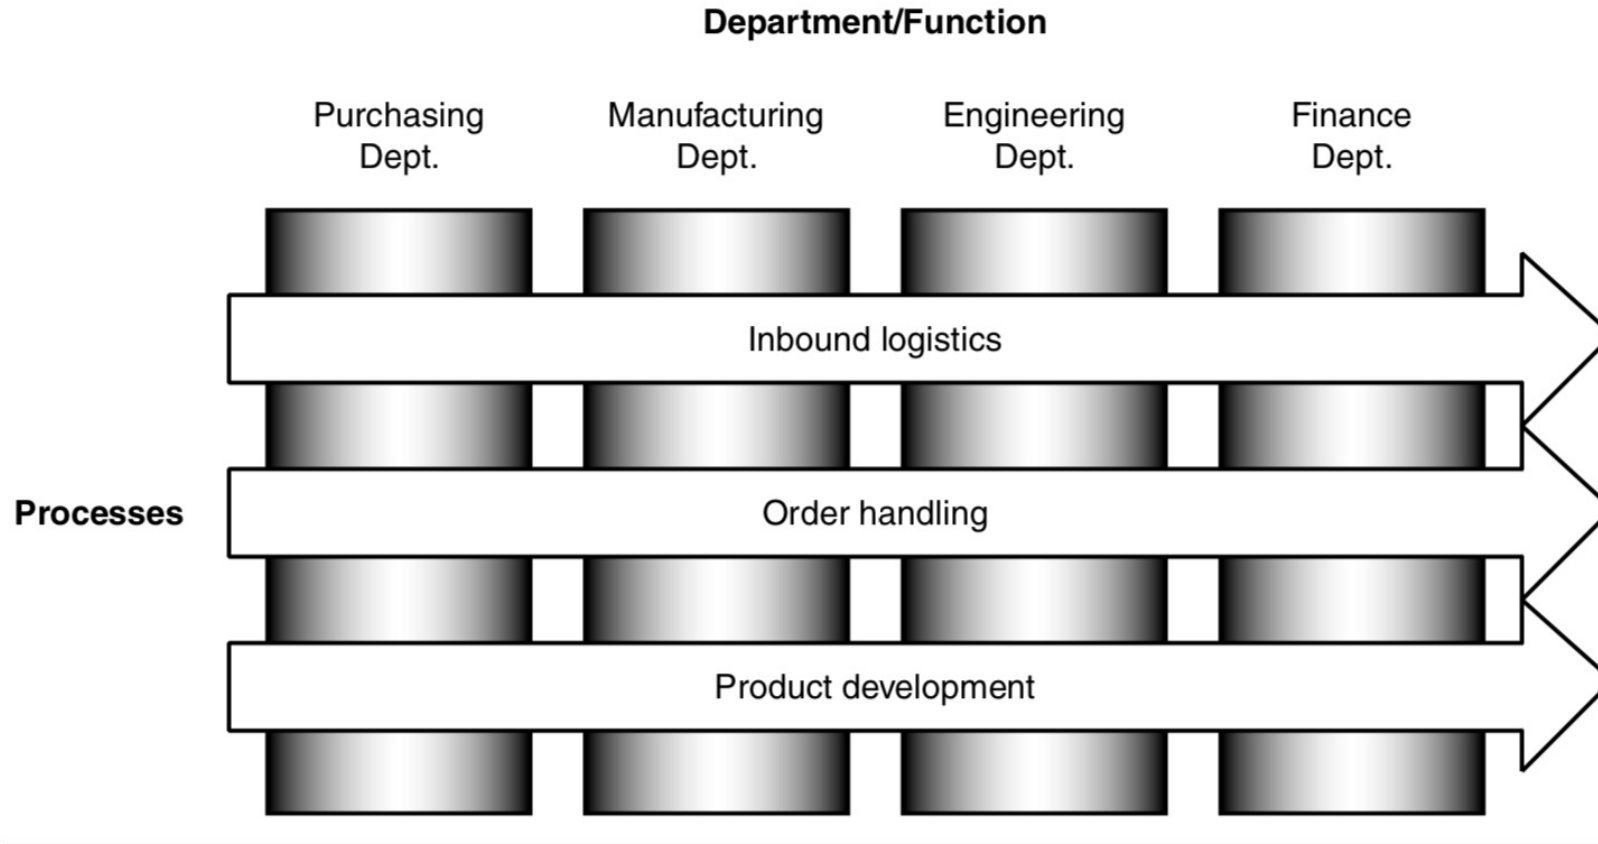 Department/Function
Purchasing
Dept.
Manufacturing
Dept.
Engineering
Dept.
Finance
Dept.
Inbound logistics
Processes
Order handling
Product development